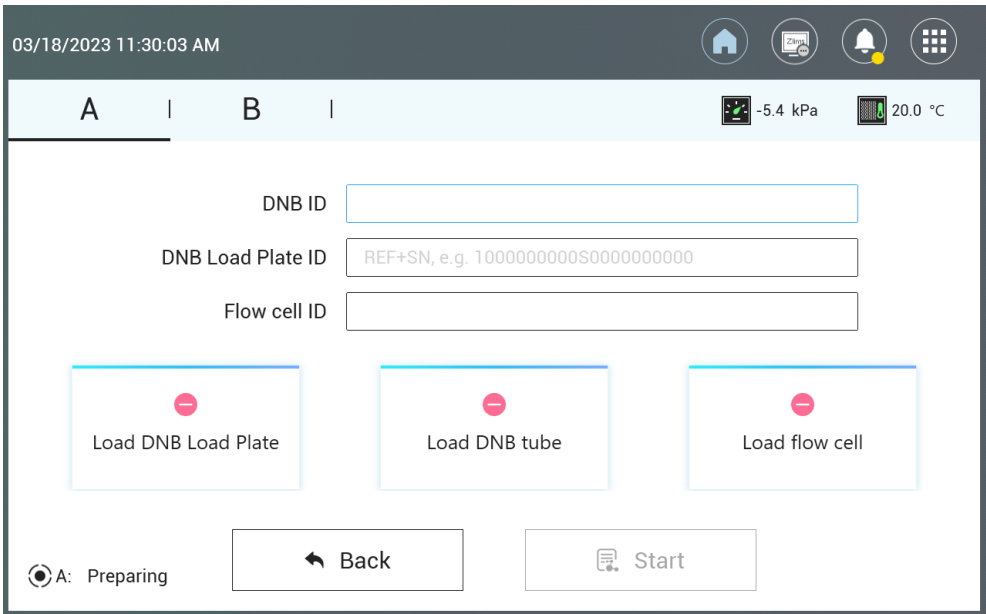 03/18/2023 11:30:03 AM
Zlims
A | B |
-5.4 kPa
20.0 °C
DNB ID
DNB Load Plate ID
REF+SN, e.g. 1000000000S0000000000
Flow cell ID
Load DNB Load Plate
Load DNB tube
Load flow cell
A: Preparing
Back
Start